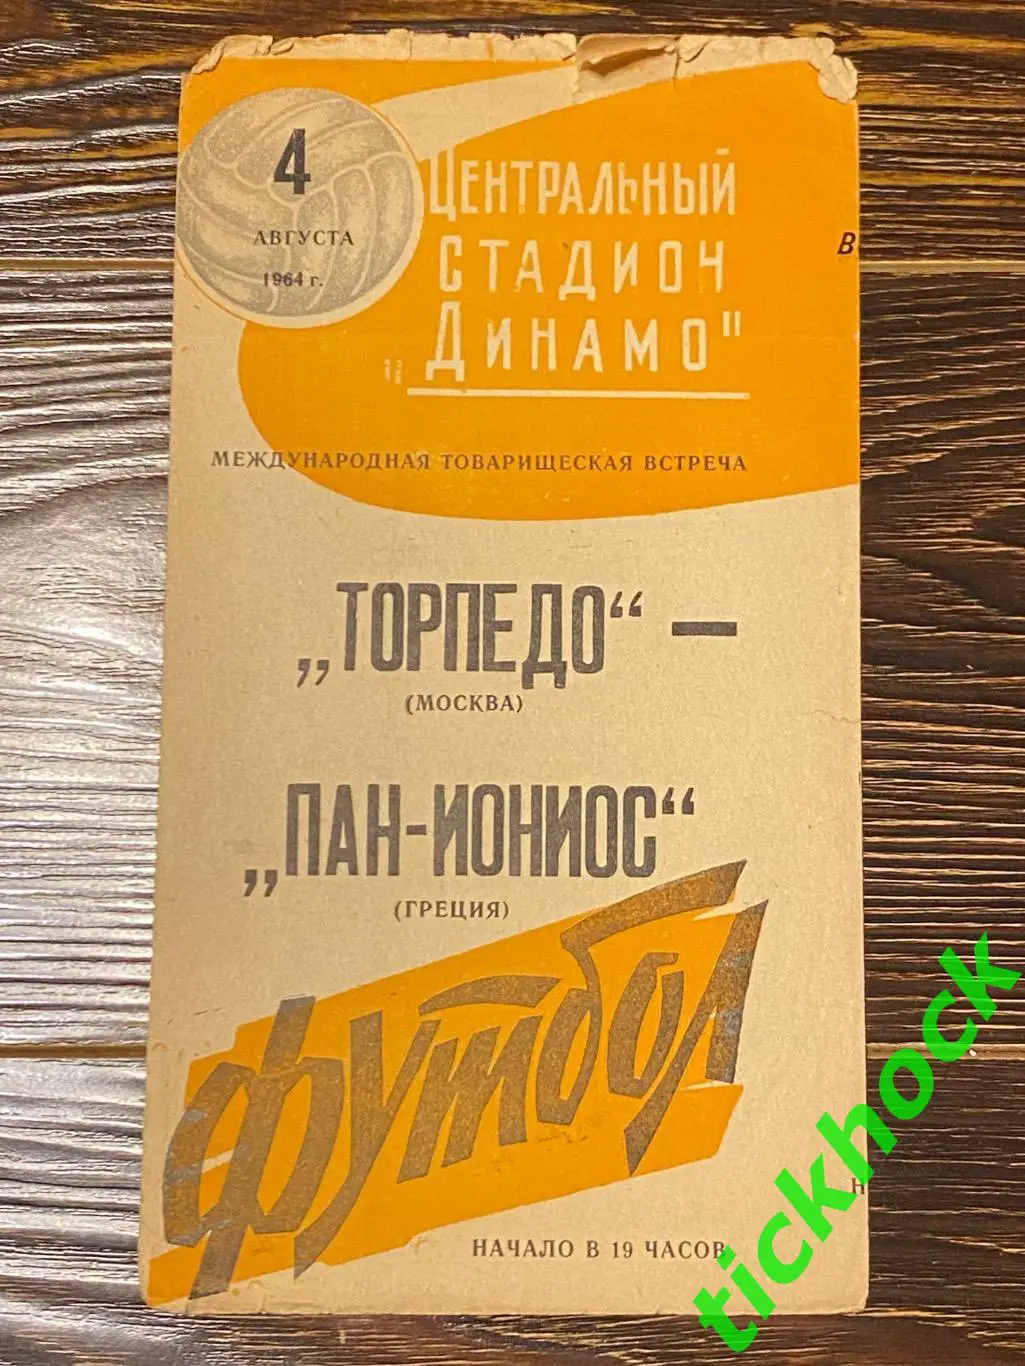 4
АВГУСТА
1964 г.
ЦЕНТРАЛЬНЫЙ
СТАДИОН
„ДИНАМО"
В
МЕЖДУНАРОДНАЯ ТОВАРИЩЕСКАЯ ВСТРЕЧА
„ТОРПЕДО“ —
(МОСКВА)
„ПАН-ИОНИОС“
(ГРЕЦИЯ)
футбол
Н
НАЧАЛО В 19 ЧАСОВ
tickhock